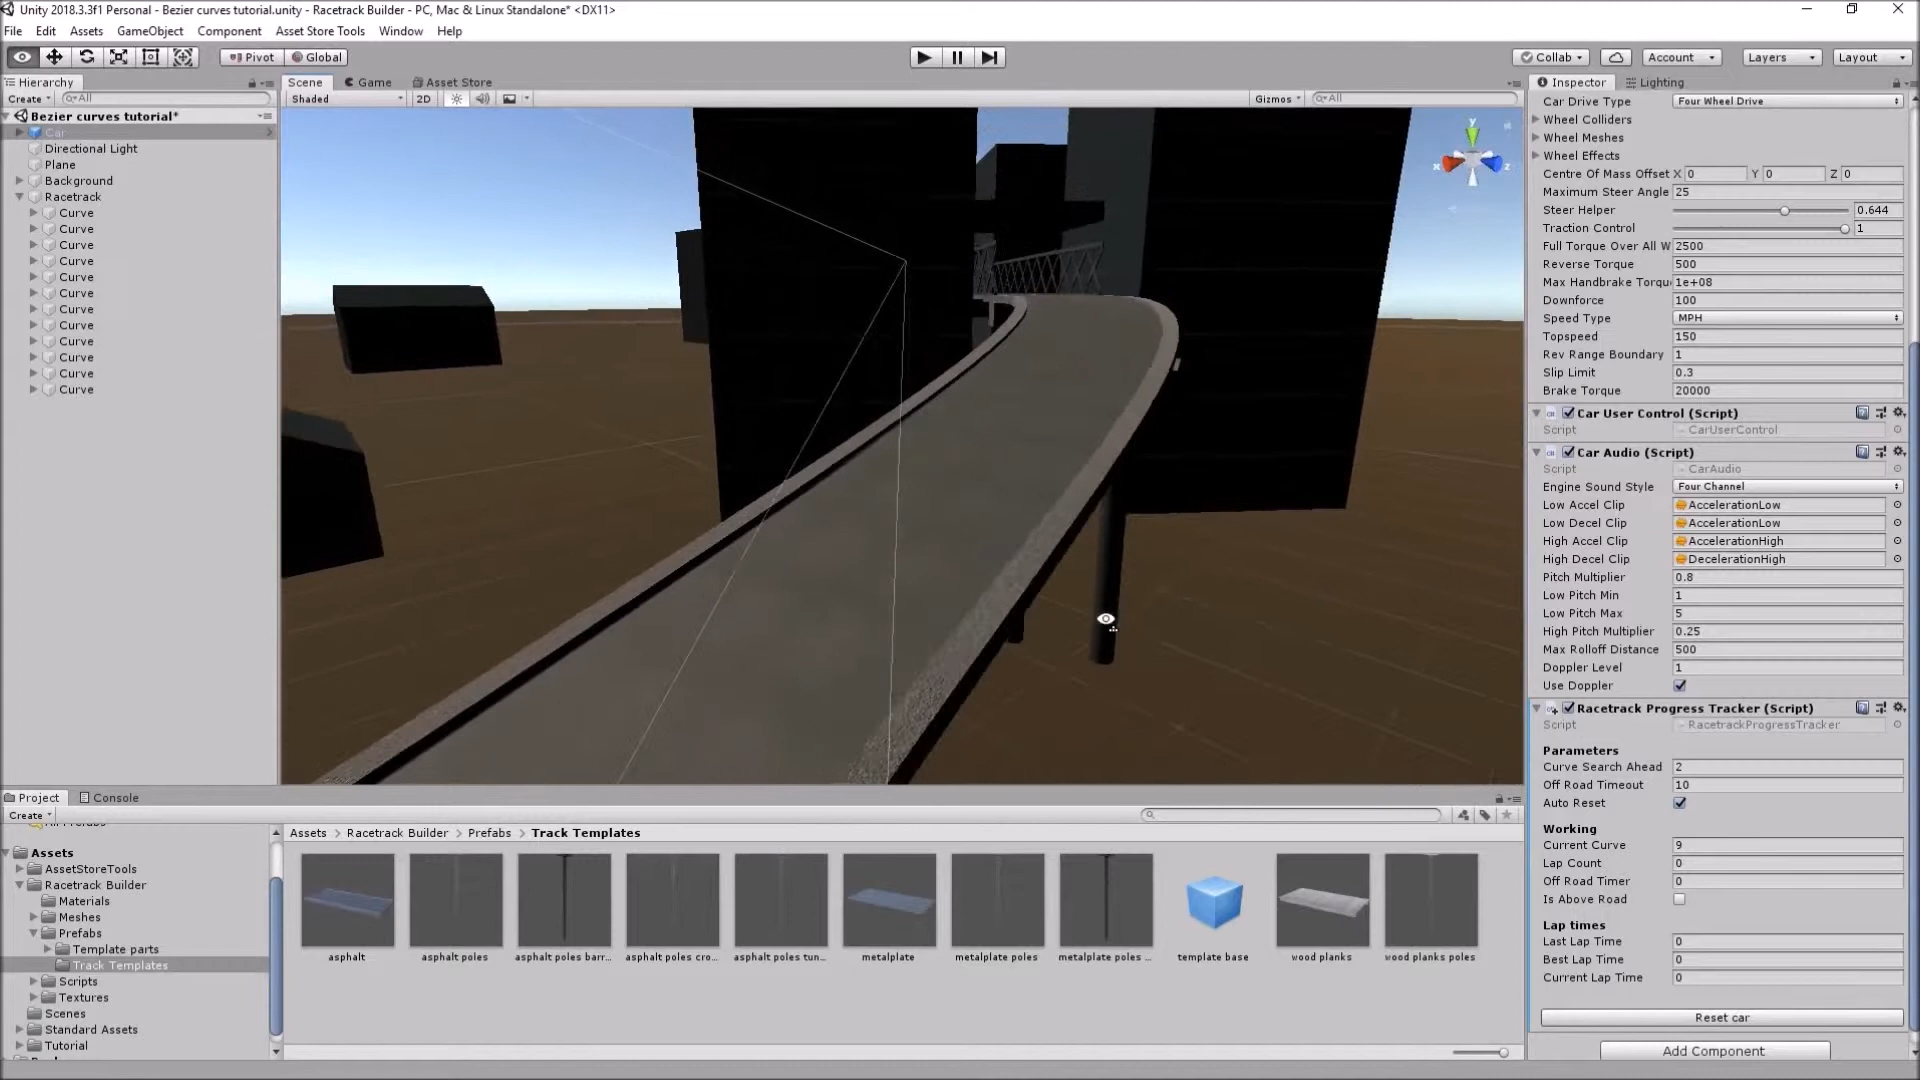 Unity 2018.3.3f1 Personal - Bezier curves tutorial.unity - Racetrack Builder - PC, Mac & Linux Standalone* <DX11>
File Edit Assets GameObject Component Asset Store Tools Window Help
Pivot Global Collab Account Layers Layout
Hierarchy Scene Game Asset Store Inspector Lighting
Create All Shaded 2D Gizmos All
Bezier curves tutorial*
Car
Directional Light
Plane
Background
Racetrack
Curve
Curve
Curve
Curve
Curve
Curve
Curve
Curve
Curve
Curve
Curve
Curve
y
x
z
Car Drive Type Four Wheel Drive
Wheel Colliders
Wheel Meshes
Wheel Effects
Centre Of Mass Offset X 0 Y 0 Z 0
Maximum Steer Angle 25
Steer Helper 0.644
Traction Control 1
Full Torque Over All W 2500
Reverse Torque 500
Max Handbrake Torqu 1e+08
Downforce 100
Speed Type MPH
Topspeed 150
Rev Range Boundary 1
Slip Limit 0.3
Brake Torque 20000
Car User Control (Script)
Script CarUserControl
Car Audio (Script)
Script CarAudio
Engine Sound Style Four Channel
Low Accel Clip AccelerationLow
Low Decel Clip AccelerationLow
High Accel Clip AccelerationHigh
High Decel Clip DecelerationHigh
Pitch Multiplier 0.8
Low Pitch Min 1
Low Pitch Max 5
High Pitch Multiplier 0.25
Max Rolloff Distance 500
Doppler Level 1
Use Doppler
Racetrack Progress Tracker (Script)
Script RacetrackProgressTracker
Parameters
Curve Search Ahead 2
Off Road Timeout 10
Auto Reset
Working
Current Curve 9
Lap Count 0
Off Road Timer 0
Is Above Road
Lap times
Last Lap Time 0
Best Lap Time 0
Current Lap Time 0
Reset car
Add Component
Project Console
Create
Assets
AssetStoreTools
Racetrack Builder
Materials
Meshes
Prefabs
Template parts
Track Templates
Scripts
Textures
Scenes
Standard Assets
Tutorial
Assets > Racetrack Builder > Prefabs > Track Templates
asphalt asphalt poles asphalt poles barr... asphalt poles cro... asphalt poles tun... metalplate metalplate poles metalplate poles ... template base wood planks wood planks poles